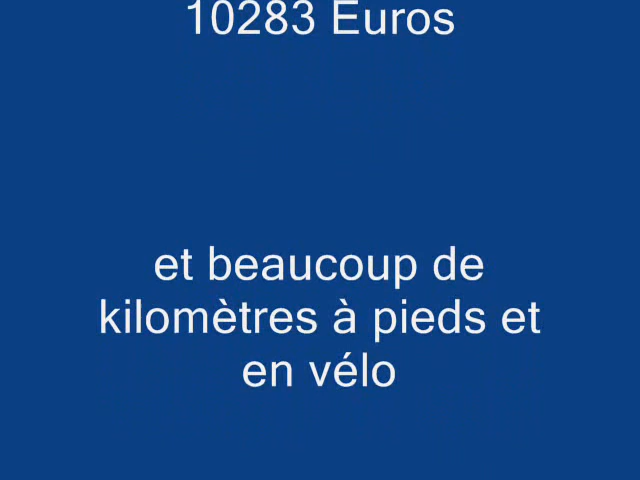 10283 Euros
et beaucoup de
kilomètres à pieds et
en vélo